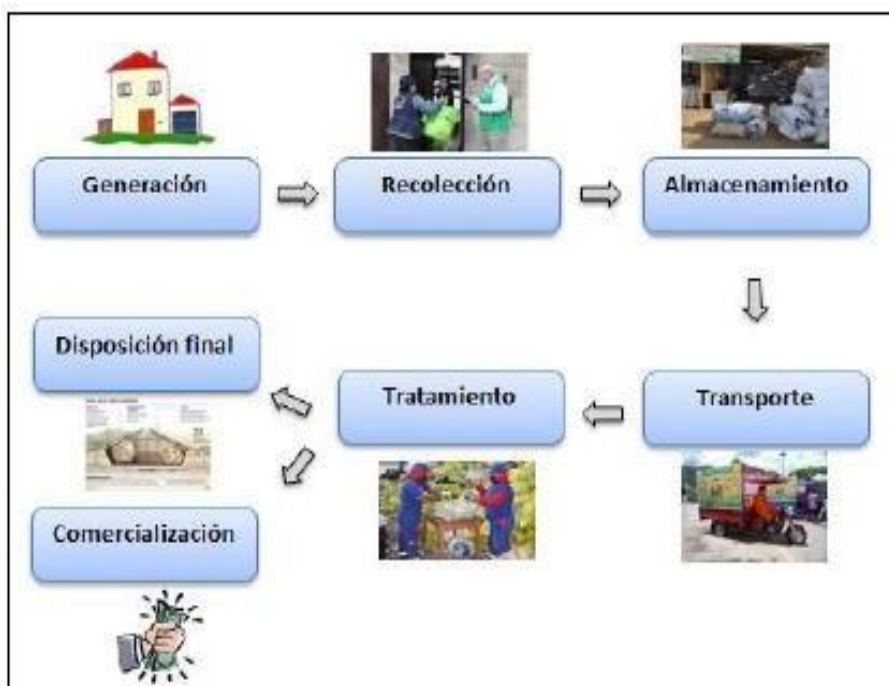 Generación
Recolección
Almacenamiento
Transporte
Tratamiento
Disposición final
Comercialización